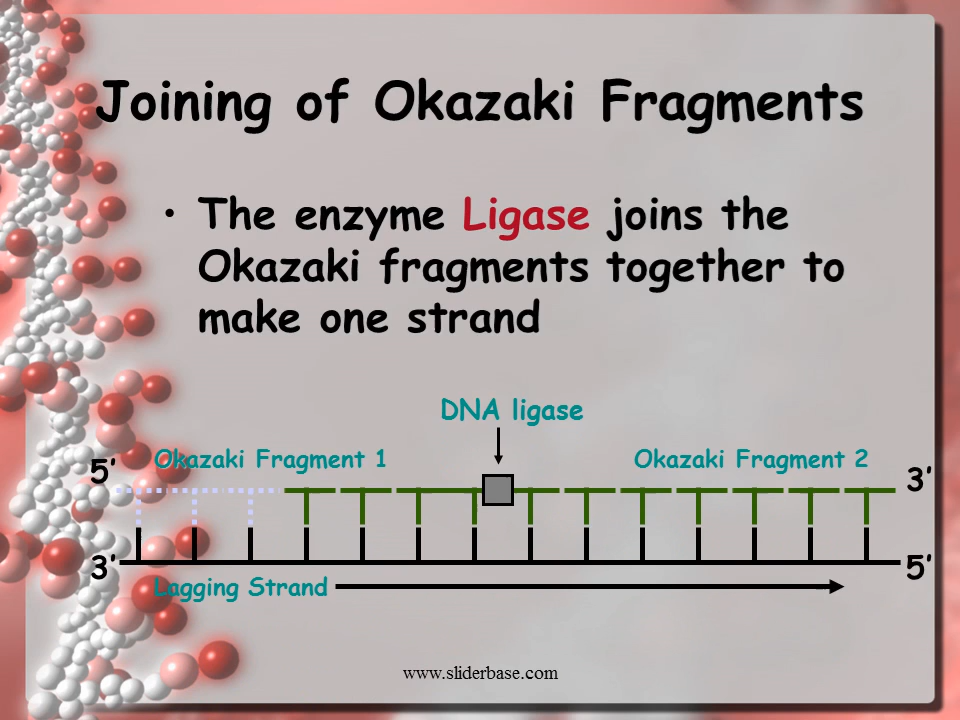 Joining of Okazaki Fragments
• The enzyme Ligase joins the
Okazaki fragments together to
make one strand
DNA ligase
Okazaki Fragment 1
Okazaki Fragment 2
5’
3’
3’
5’
Lagging Strand
www.sliderbase.com